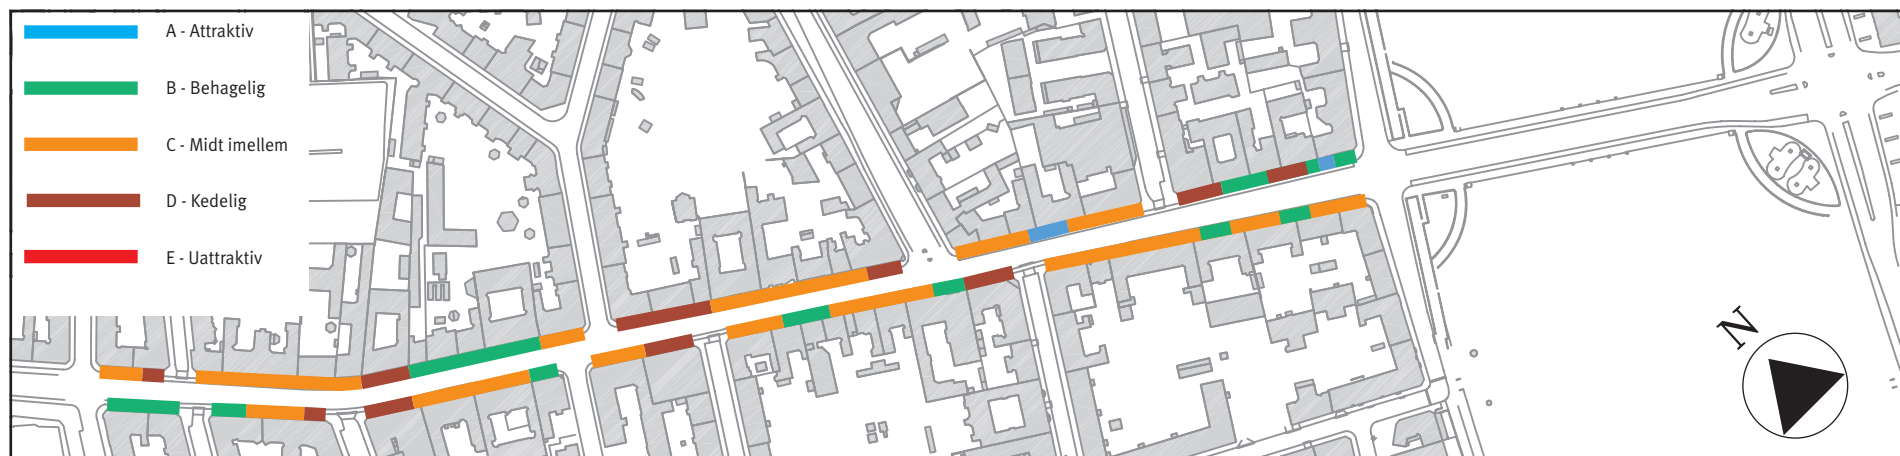 A - Attraktiv
B - Behagelig
C - Midt imellem
D - Kedelig
E - Uattraktiv
N